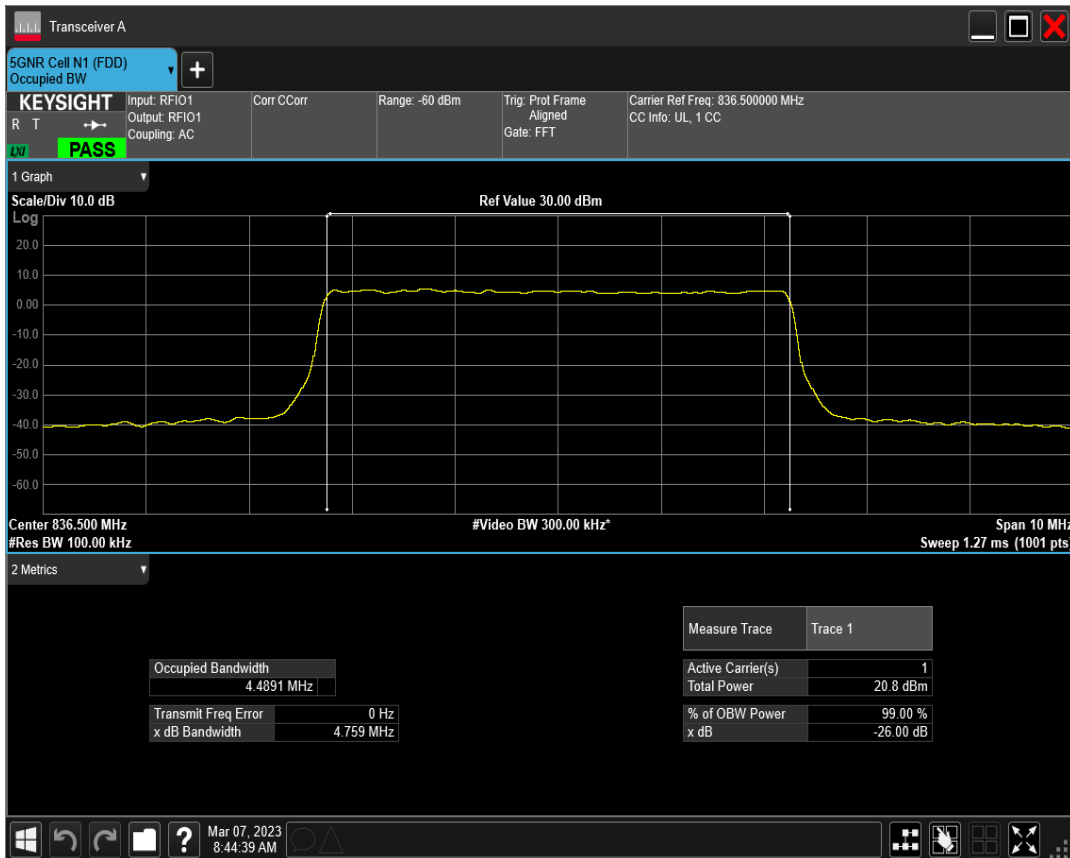 Transceiver A
5GNR Cell N1 (FDD)
Occupied BW
+
KEYSIGHT
R T
LXI
PASS
Input: RFIO1
Output: RFIO1
Coupling: AC
Corr CCorr
Range: -60 dBm
Trig: Prot Frame
Aligned
Gate: FFT
Carrier Ref Freq: 836.500000 MHz
CC Info: UL, 1 CC
1 Graph
Scale/Div 10.0 dB
Ref Value 30.00 dBm
Log
20.0
10.0
0.00
-10.0
-20.0
-30.0
-40.0
-50.0
-60.0
Center 836.500 MHz
#Video BW 300.00 kHz*
Span 10 MHz
#Res BW 100.00 kHz
Sweep 1.27 ms (1001 pts)
2 Metrics
Measure Trace Trace 1
Occupied Bandwidth
4.4891 MHz
Active Carrier(s) 1
Total Power 20.8 dBm
Transmit Freq Error 0 Hz
x dB Bandwidth 4.759 MHz
% of OBW Power 99.00 %
x dB -26.00 dB
?
Mar 07, 2023
8:44:39 AM